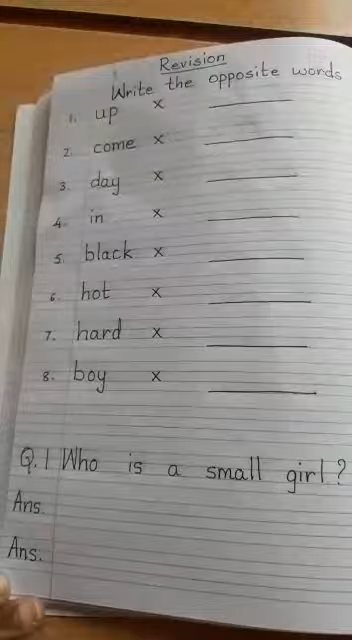 Revision
Write the opposite words
1. up x
2. come x
3. day x
4. in x
5. black x
6. hot x
7. hard x
8. boy x
Q.1 Who is a small girl?
Ans.
Ans.